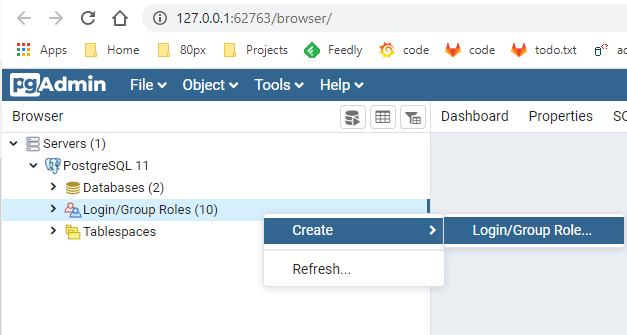 127.0.0.1:62763/browser/
Apps Home 80px Projects Feedly code code todo.txt
pgAdmin File Object Tools Help
Browser Dashboard Properties
Servers (1)
PostgreSQL 11
Databases (2)
Login/Group Roles (10)
Tablespaces
Create Login/Group Role...
Refresh...